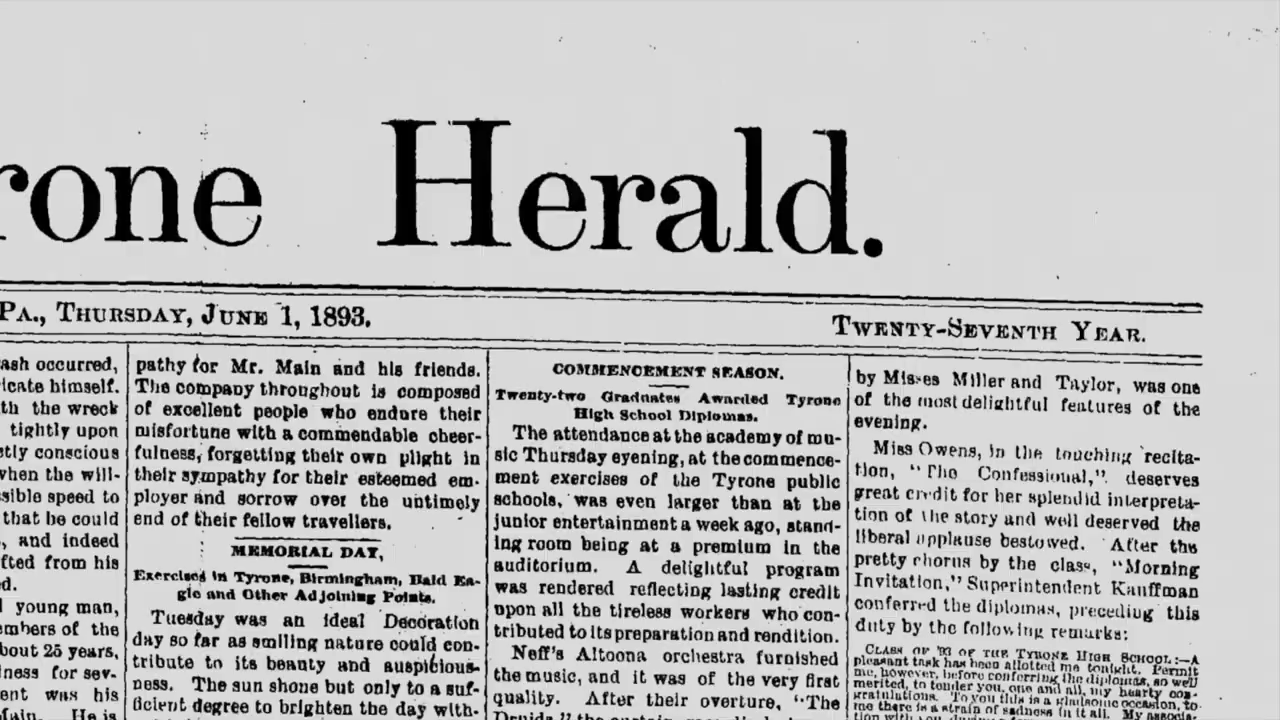 rone Herald.
PA., THURSDAY, JUNE 1, 1893.
TWENTY-SEVENTH YEAR.
ash occurred,
icate himself.
th the wreck
tightly upon
stly conscious
when the will-
ssible speed to
that he could
, and indeed
fted from his
d.
l young man,
embers of the
bout 25 years,
ness for sev-
ent was his
fain. He is
pathy for Mr. Main and his friends.
The company throughout is composed
of excellent people who endure their
misfortune with a commendable cheer-
fulness, forgetting their own plight in
their sympathy for their esteemed em-
ployer and sorrow over the untimely
end of their fellow travellers.
MEMORIAL DAY,
Exercises in Tyrone, Birmingham, Bald Ea-
gle and Other Adjoining Points.
Tuesday was an ideal Decoration
day so far as smiling nature could con-
tribute to its beauty and auspicious-
ness. The sun shone but only to a suf-
ficient degree to brighten the day with-
COMMENCEMENT SEASON.
Twenty-two Graduates Awarded Tyrone
High School Diplomas.
The attendance at the academy of mu-
sic Thursday evening, at the commence-
ment exercises of the Tyrone public
schools, was even larger than at the
junior entertainment a week ago, stand-
ing room being at a premium in the
auditorium. A delightful program
was rendered reflecting lasting credit
upon all the tireless workers who con-
tributed to its preparation and rendition.
Neff's Altoona orchestra furnished
the music, and it was of the very first
quality. After their overture, "The
by Misses Miller and Taylor, was one
of the most delightful features of the
evening.
Miss Owens, in the touching recita-
tion, "The Confessional," deserves
great credit for her splendid interpreta-
tion of the story and well deserved the
liberal applause bestowed. After the
pretty chorus by the class, "Morning
Invitation," Superintendent Kauffman
conferred the diplomas, preceding this
duty by the following remarks:
CLASS OF '93 OF THE TYRONE HIGH SCHOOL:—A
pleasant task has been allotted me tonight. Permit
me, however, before conferring the diplomas, so well
merited, to tender you, one and all, my hearty con-
gratulations. To you this is a gladsome occasion, to
me there is a strain of sadness in it all. My associa-